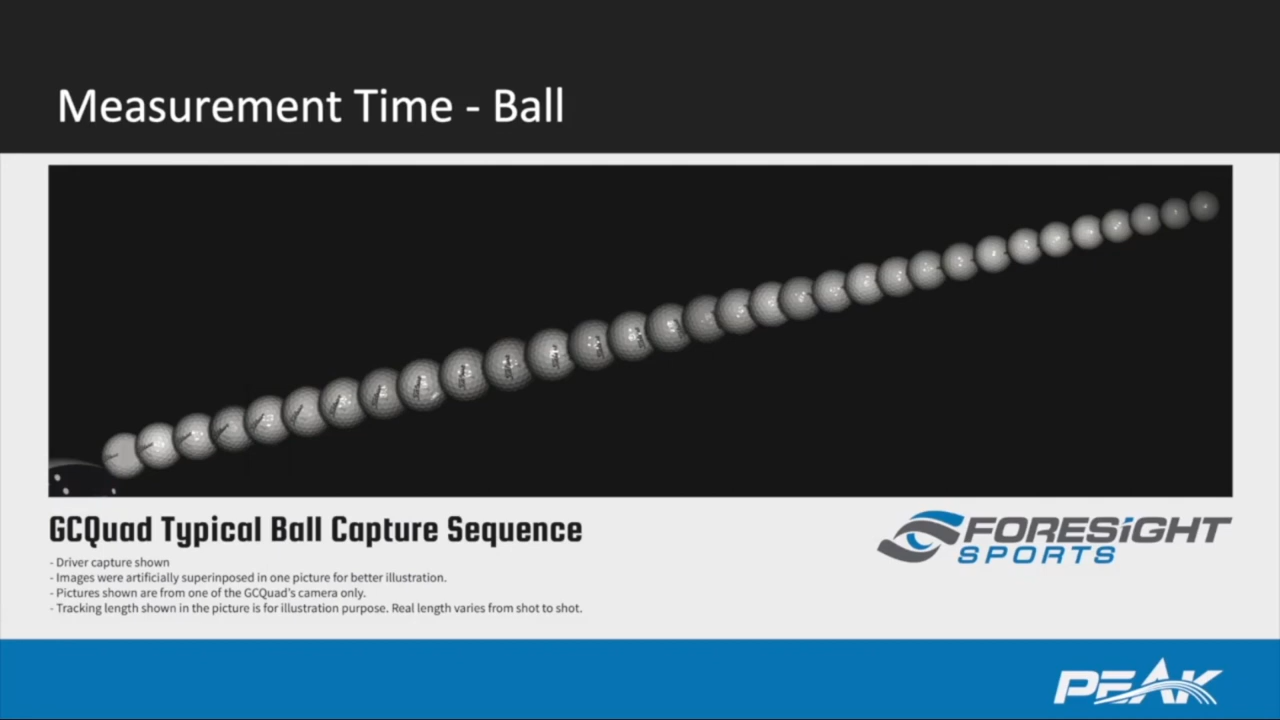 Measurement Time - Ball
GCQuad Typical Ball Capture Sequence
- Driver capture shown
- Images were artificially superinposed in one picture for better illustration.
- Pictures shown are from one of the GCQuad's camera only.
- Tracking length shown in the picture is for illustration purpose. Real length varies from shot to shot.
FORESiGHT
SPORTS
PEAK